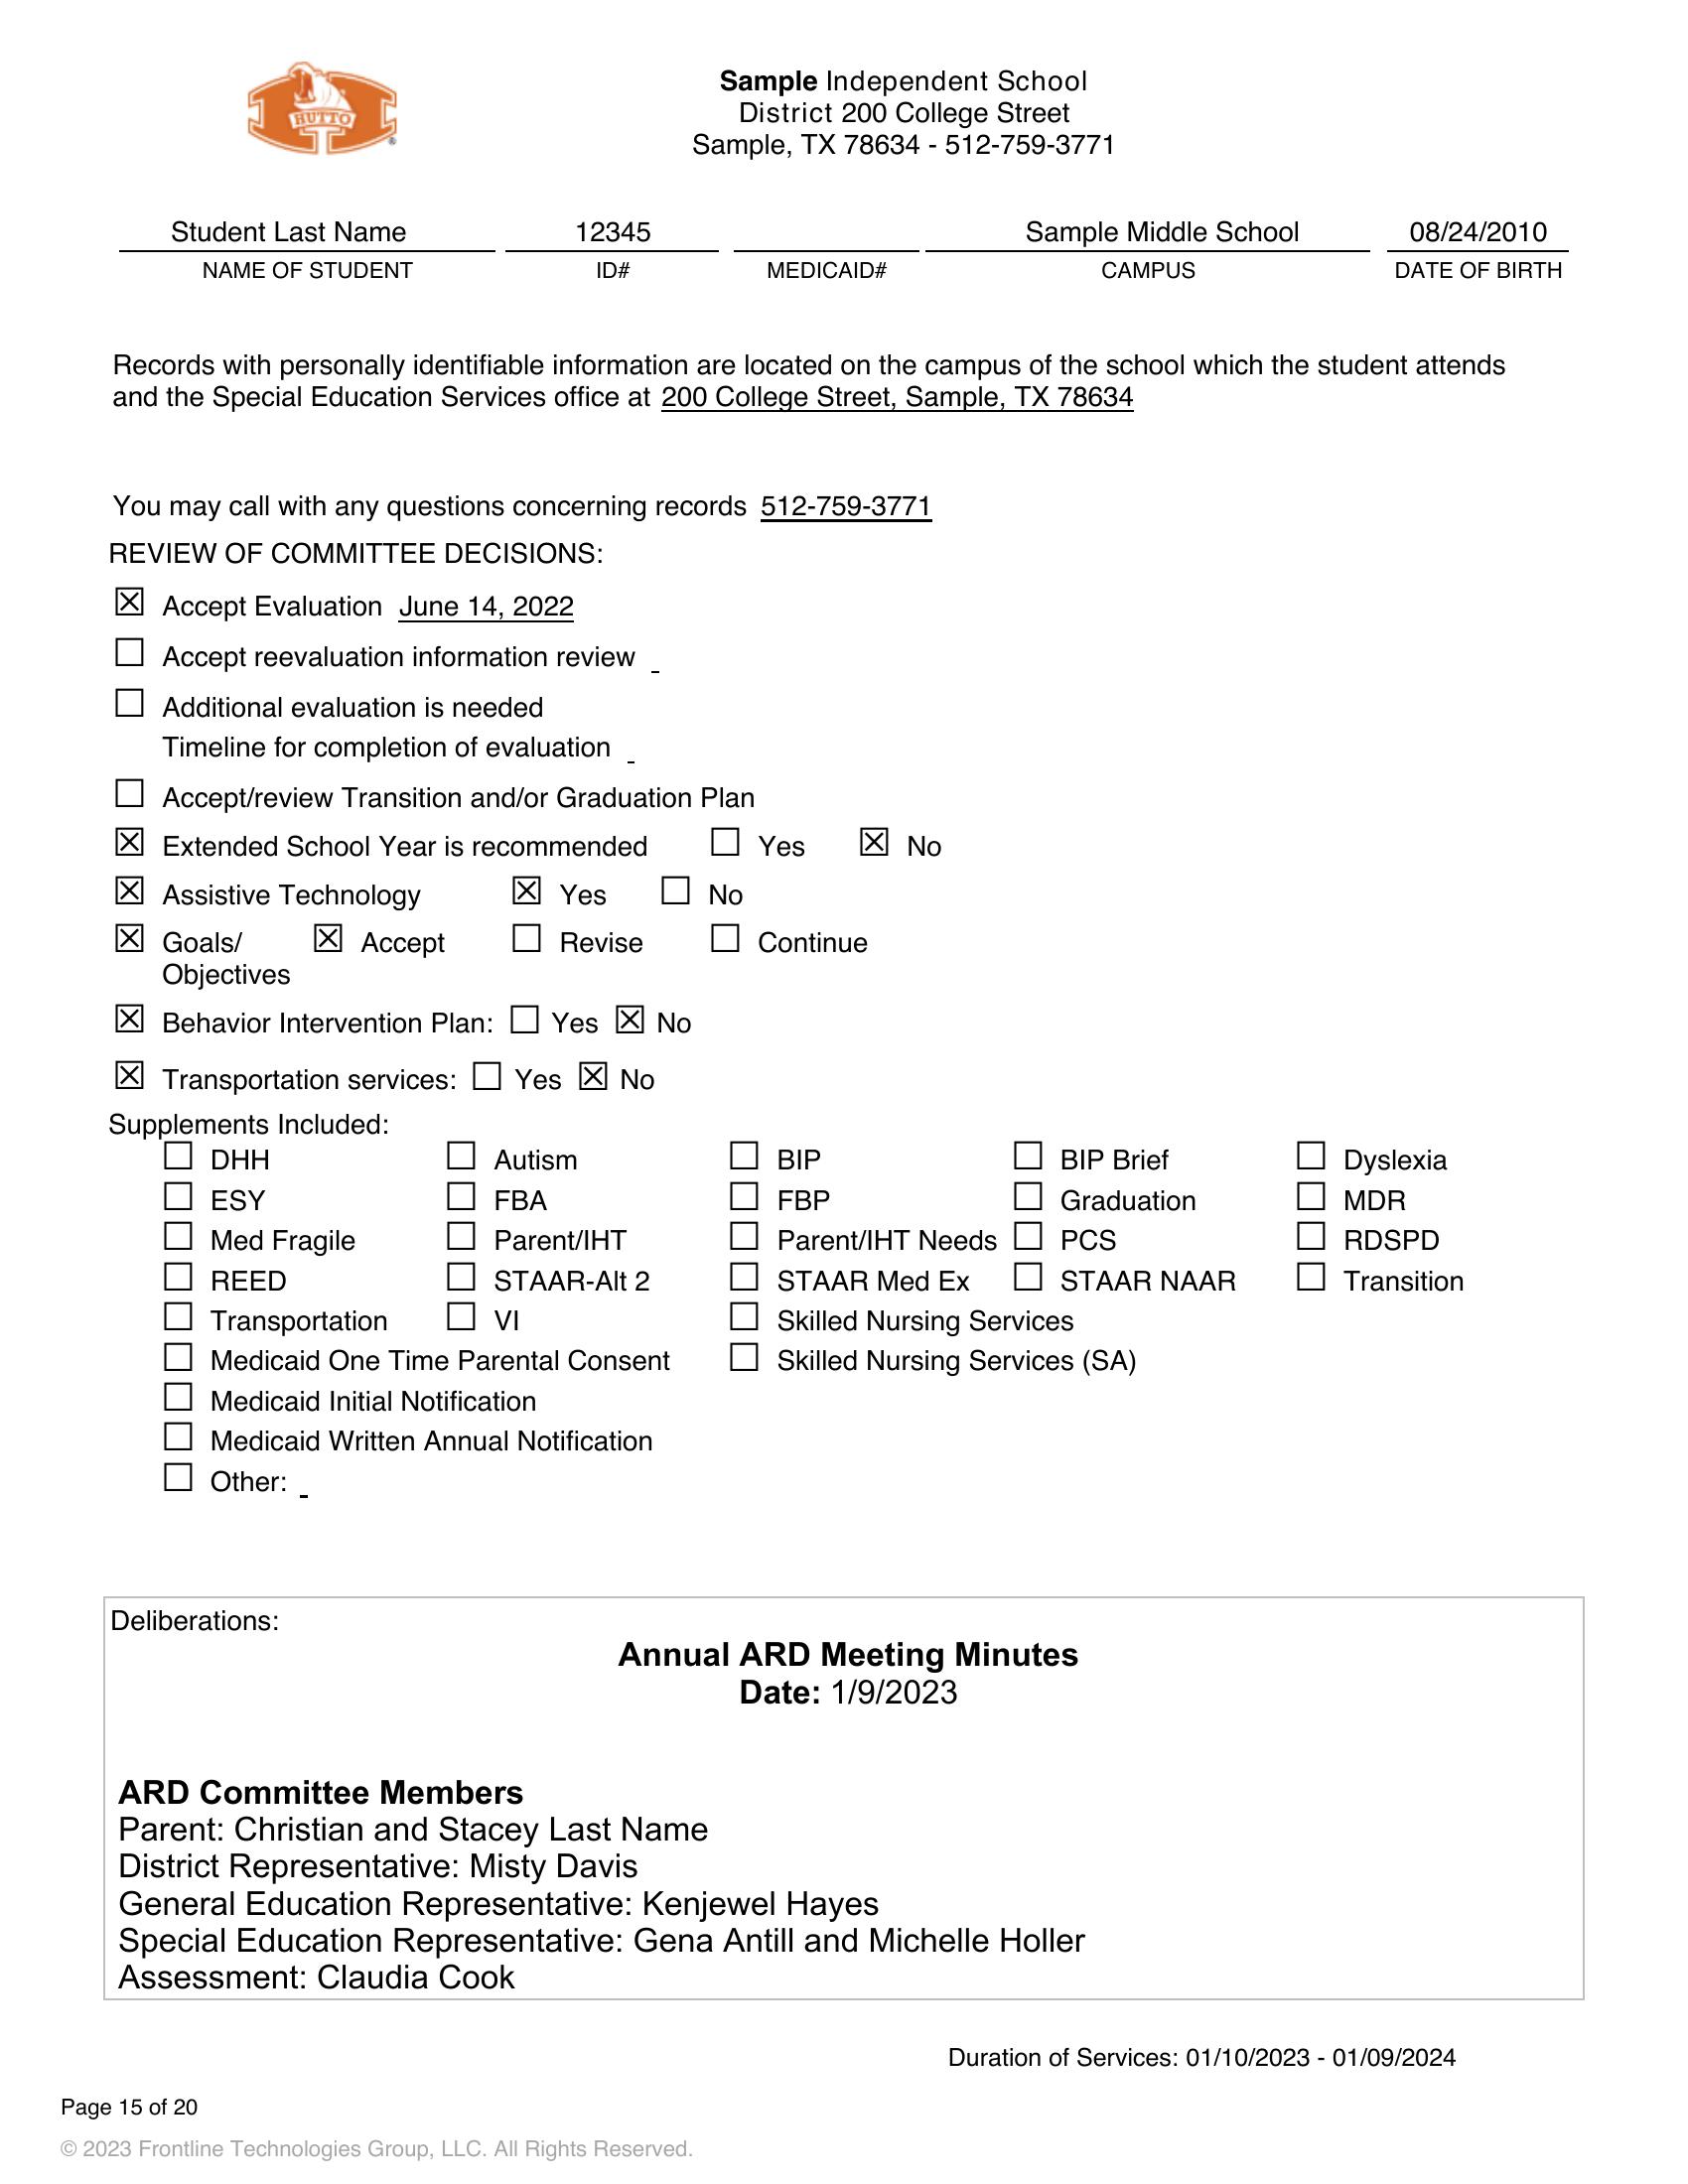 HUTTO
®
Sample Independent School
District 200 College Street
Sample, TX 78634 - 512-759-3771
Student Last Name 12345 Sample Middle School 08/24/2010
NAME OF STUDENT ID# MEDICAID# CAMPUS DATE OF BIRTH
Records with personally identifiable information are located on the campus of the school which the student attends
and the Special Education Services office at 200 College Street, Sample, TX 78634
You may call with any questions concerning records 512-759-3771
REVIEW OF COMMITTEE DECISIONS:
☒ Accept Evaluation June 14, 2022
☐ Accept reevaluation information review _
☐ Additional evaluation is needed
Timeline for completion of evaluation _
☐ Accept/review Transition and/or Graduation Plan
☒ Extended School Year is recommended ☐ Yes ☒ No
☒ Assistive Technology ☒ Yes ☐ No
☒ Goals/ ☒ Accept ☐ Revise ☐ Continue
Objectives
☒ Behavior Intervention Plan: ☐ Yes ☒ No
☒ Transportation services: ☐ Yes ☒ No
Supplements Included:
☐ DHH ☐ Autism ☐ BIP ☐ BIP Brief ☐ Dyslexia
☐ ESY ☐ FBA ☐ FBP ☐ Graduation ☐ MDR
☐ Med Fragile ☐ Parent/IHT ☐ Parent/IHT Needs ☐ PCS ☐ RDSPD
☐ REED ☐ STAAR-Alt 2 ☐ STAAR Med Ex ☐ STAAR NAAR ☐ Transition
☐ Transportation ☐ VI ☐ Skilled Nursing Services
☐ Medicaid One Time Parental Consent ☐ Skilled Nursing Services (SA)
☐ Medicaid Initial Notification
☐ Medicaid Written Annual Notification
☐ Other: _
Deliberations:
Annual ARD Meeting Minutes
Date: 1/9/2023
ARD Committee Members
Parent: Christian and Stacey Last Name
District Representative: Misty Davis
General Education Representative: Kenjewel Hayes
Special Education Representative: Gena Antill and Michelle Holler
Assessment: Claudia Cook
Duration of Services: 01/10/2023 - 01/09/2024
Page 15 of 20
© 2023 Frontline Technologies Group, LLC. All Rights Reserved.